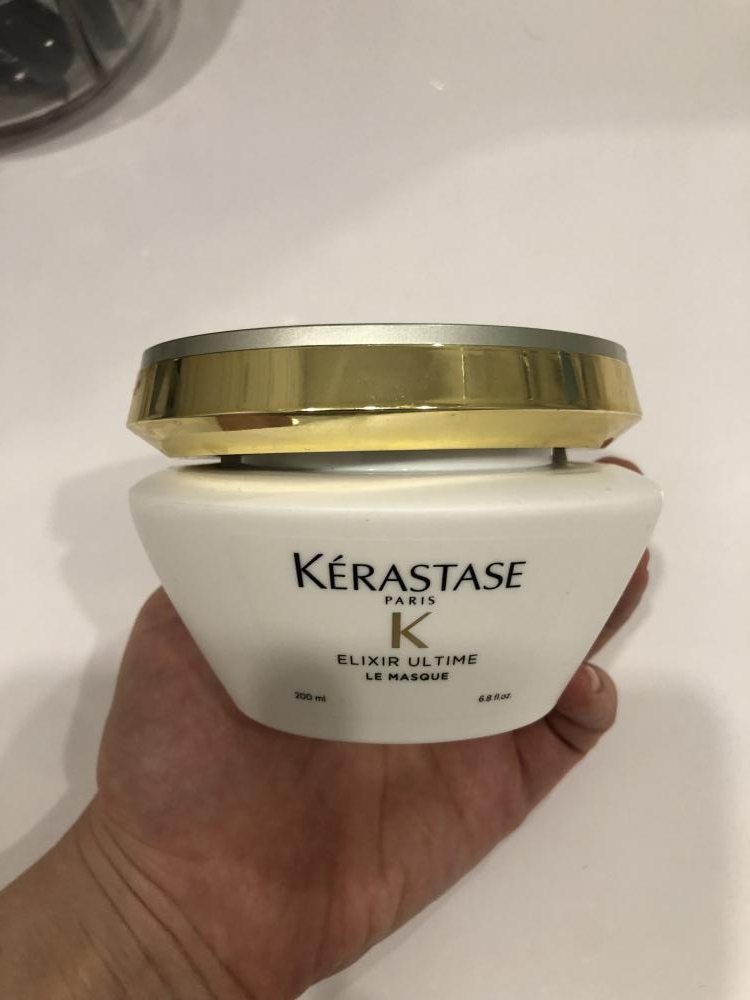 KÉRASTASE
PARIS
K
ELIXIR ULTIME
LE MASQUE
200 ml 6.8 fl.oz.